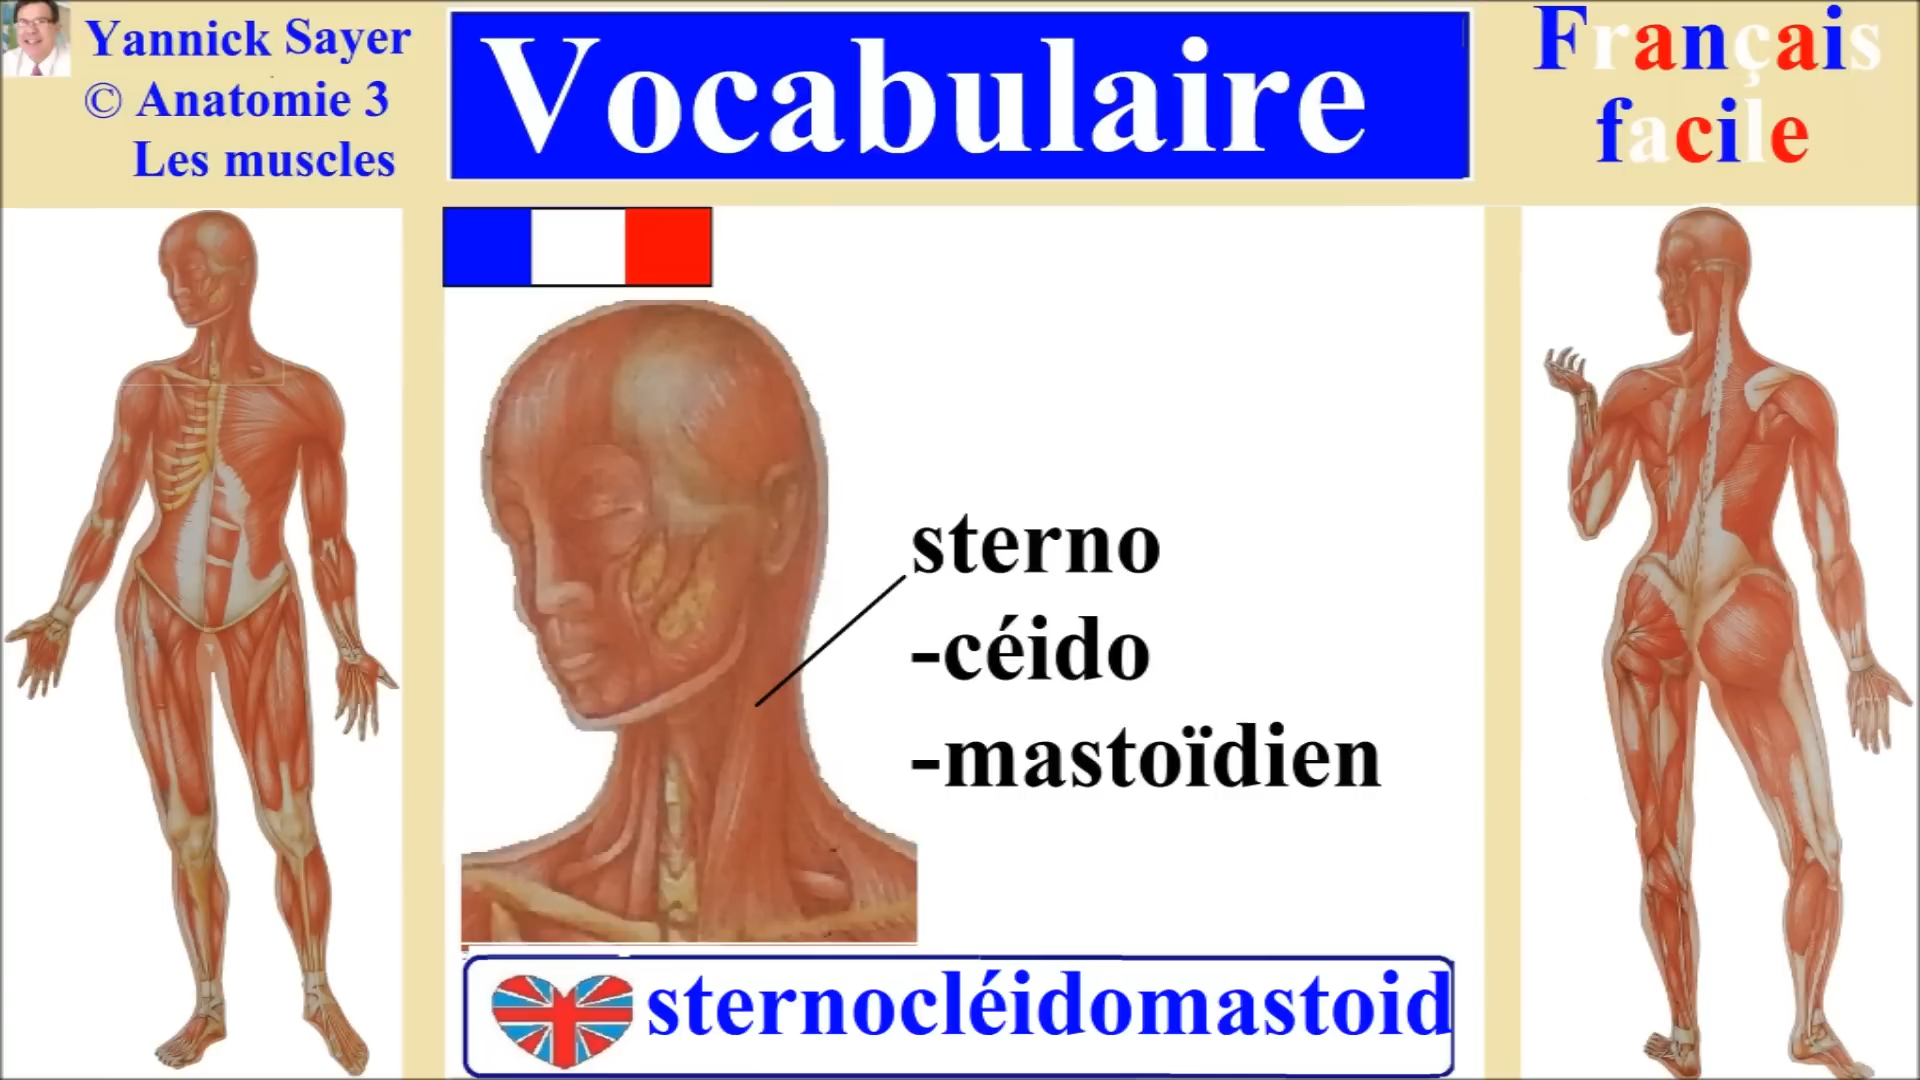 Yannick Sayer
© Anatomie 3
Les muscles
Vocabulaire
Français
facile
sterno
-céido
-mastoïdien
sternocléidomastoid